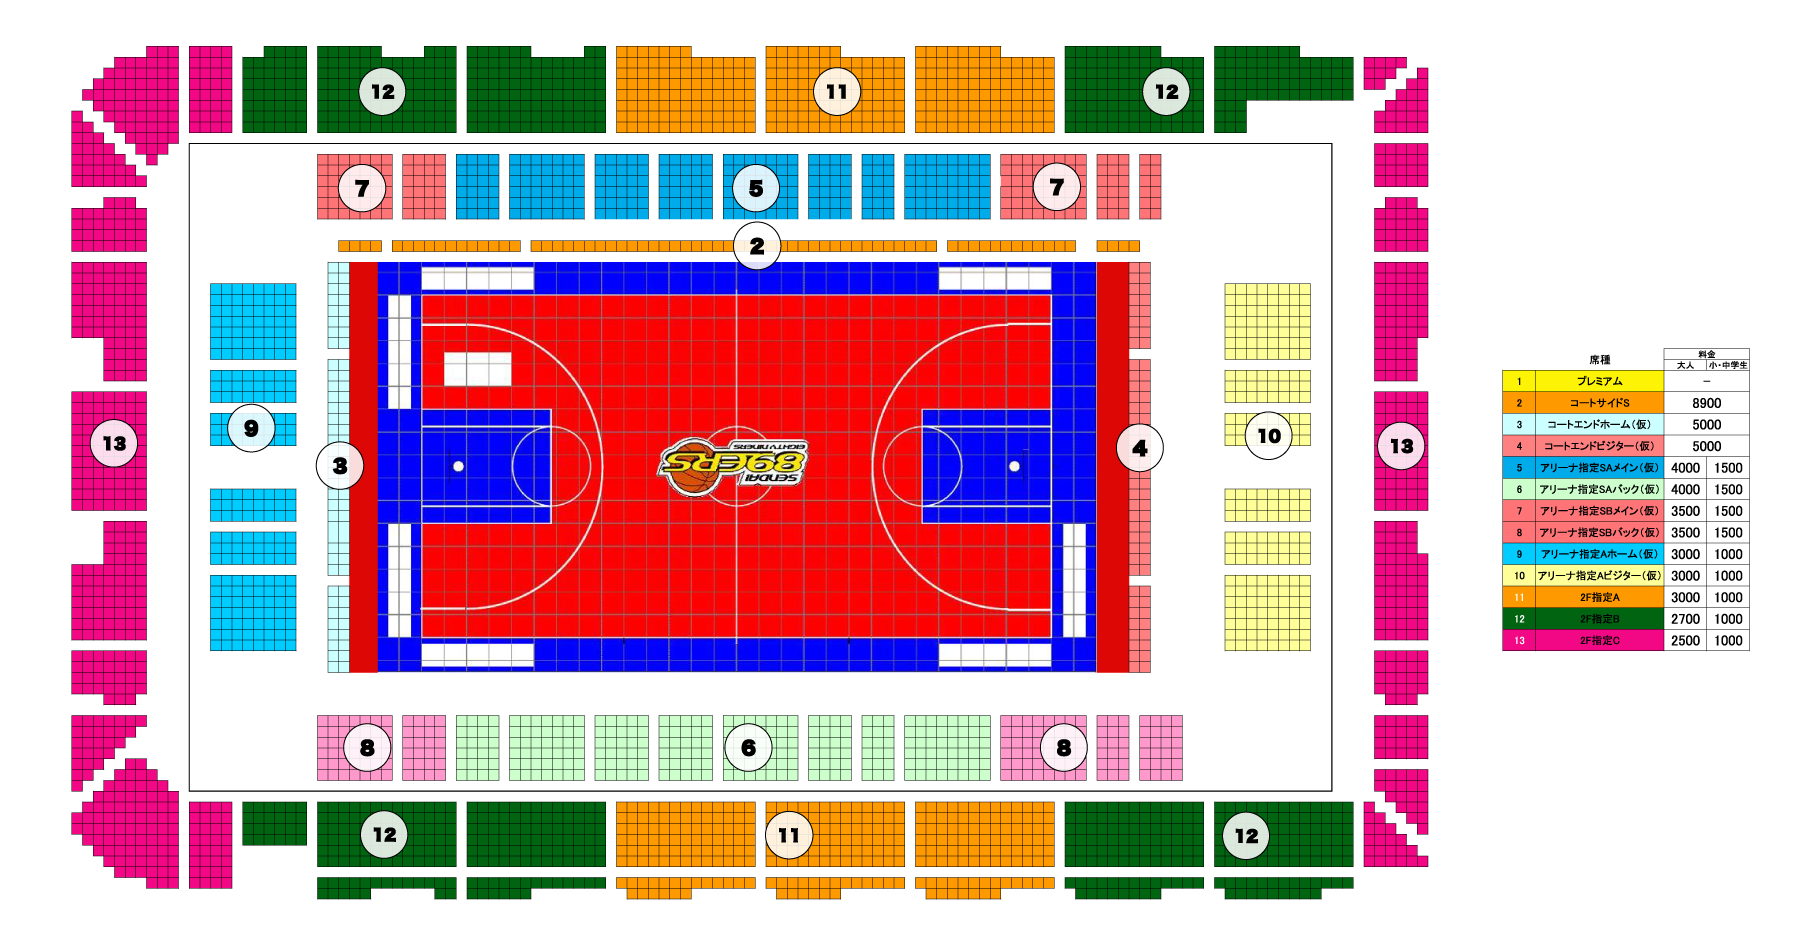 12
11
12
7
5
7
2
9
3
4
10
13
13
EIGHTYNINERS
89ERS
SENDAI
8
6
8
12
11
12
席種 料金
大人 小・中学生
1 プレミアム －
2 コートサイドS 8900
3 コートエンドホーム（仮） 5000
4 コートエンドビジター（仮） 5000
5 アリーナ指定SAメイン（仮） 4000 1500
6 アリーナ指定SAバック（仮） 4000 1500
7 アリーナ指定SBメイン（仮） 3500 1500
8 アリーナ指定SBバック（仮） 3500 1500
9 アリーナ指定Aホーム（仮） 3000 1000
10 アリーナ指定Aビジター（仮） 3000 1000
11 2F指定A 3000 1000
12 2F指定B 2700 1000
13 2F指定C 2500 1000